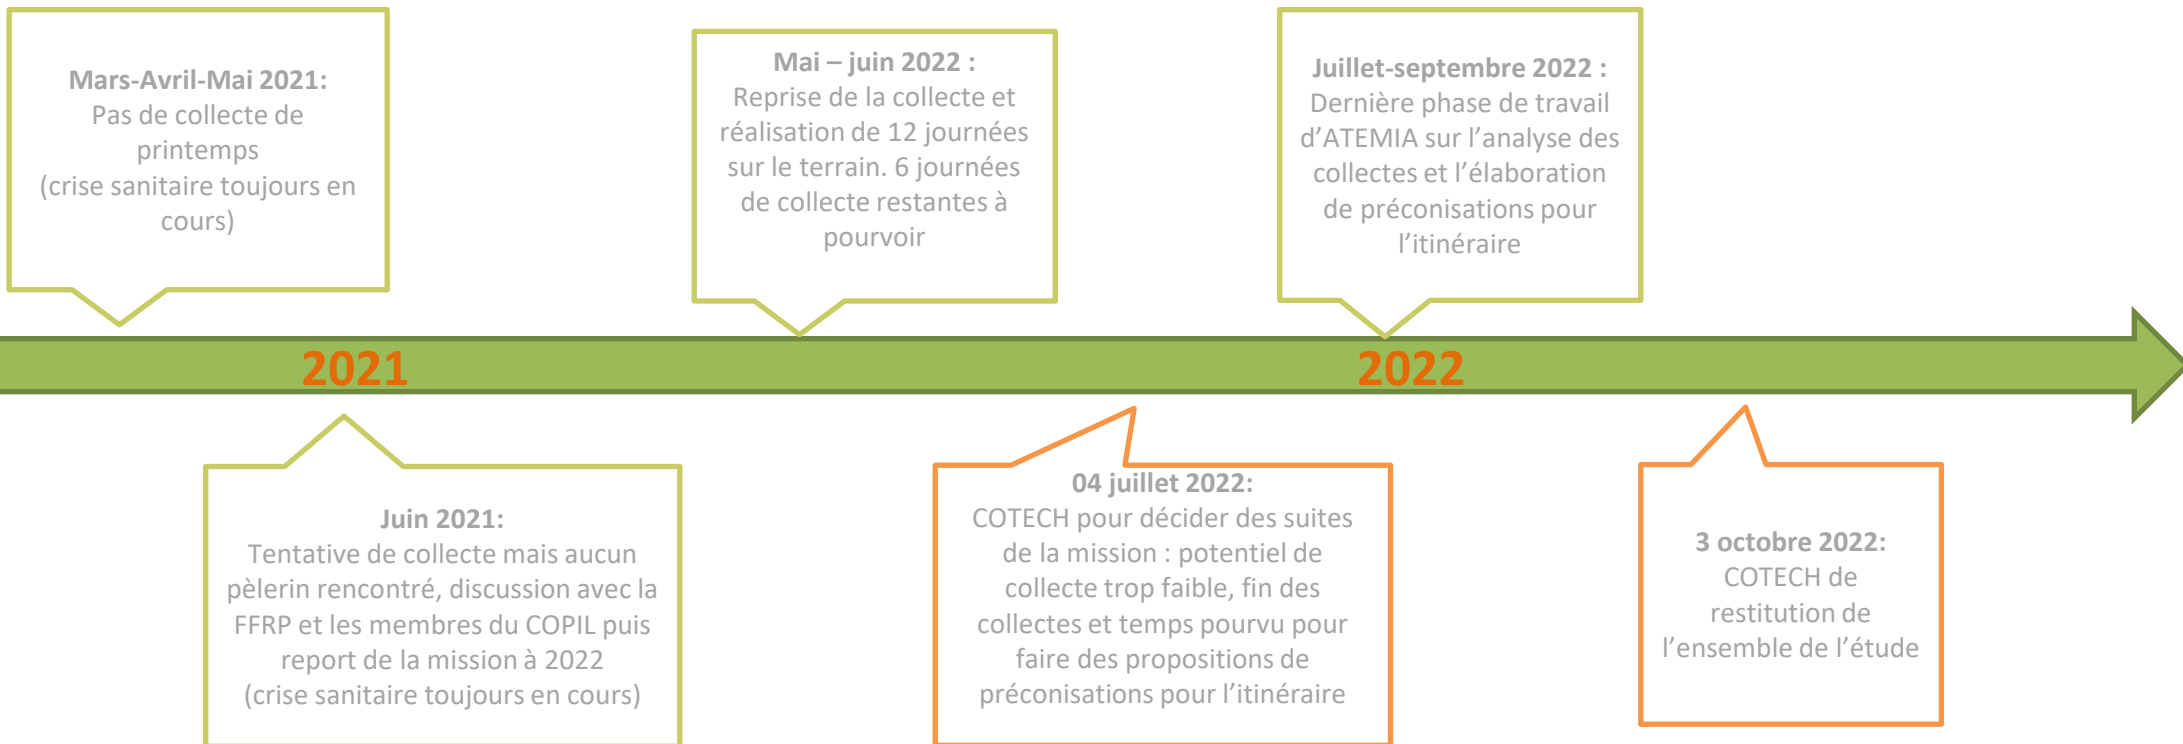 Mars-Avril-Mai 2021:
Pas de collecte de
printemps
(crise sanitaire toujours en
cours)
Mai – juin 2022 :
Reprise de la collecte et
réalisation de 12 journées
sur le terrain. 6 journées
de collecte restantes à
pourvoir
Juillet-septembre 2022 :
Dernière phase de travail
d’ATEMIA sur l’analyse des
collectes et l’élaboration
de préconisations pour
l’itinéraire
2021
2022
Juin 2021:
Tentative de collecte mais aucun
pèlerin rencontré, discussion avec la
FFRP et les membres du COPIL puis
report de la mission à 2022
(crise sanitaire toujours en cours)
04 juillet 2022:
COTECH pour décider des suites
de la mission : potentiel de
collecte trop faible, fin des
collectes et temps pourvu pour
faire des propositions de
préconisations pour l’itinéraire
3 octobre 2022:
COTECH de
restitution de
l’ensemble de l’étude